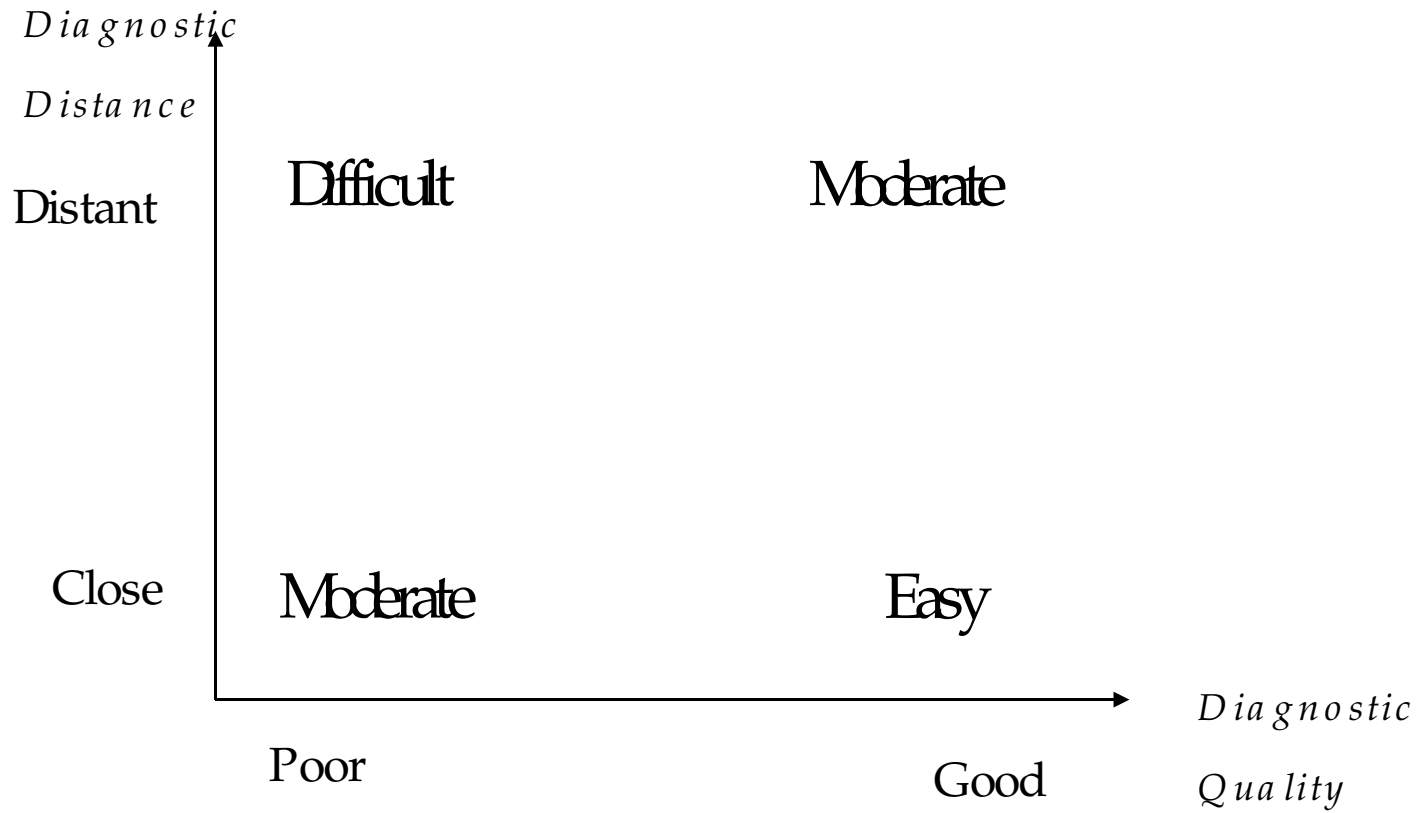 Diagnostic
Distance
Distant
Difficult
Moderate
Close
Moderate
Easy
Poor
Good
Diagnostic
Quality